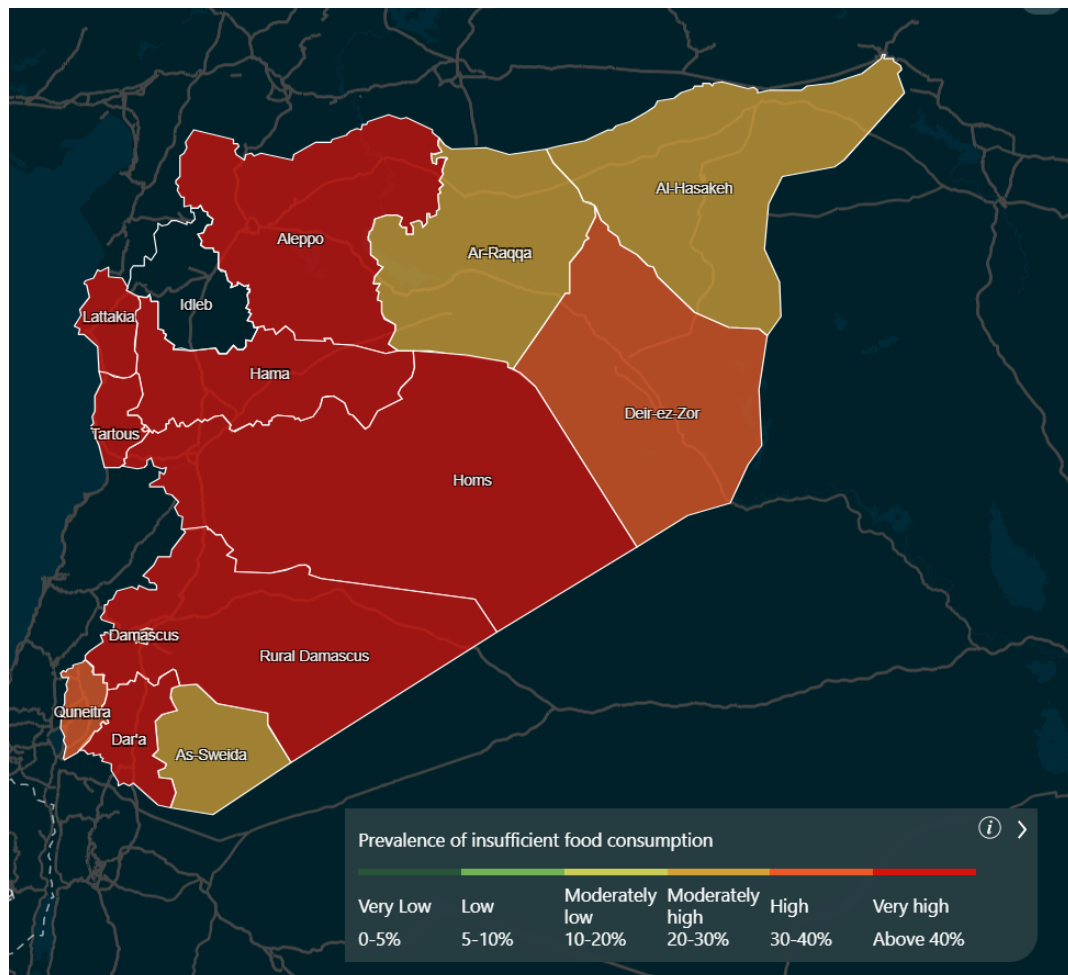 Al-Hasakeh
Aleppo
Ar-Raqqa
Idleb
Lattakia
Hama
Deir-ez-Zor
Tartous
Homs
Damascus
Rural Damascus
Quneitra
Dar'a
As-Sweida
Prevalence of insufficient food consumption
Very Low
0-5%
Low
5-10%
Moderately
low
10-20%
Moderately
high
20-30%
High
30-40%
Very high
Above 40%